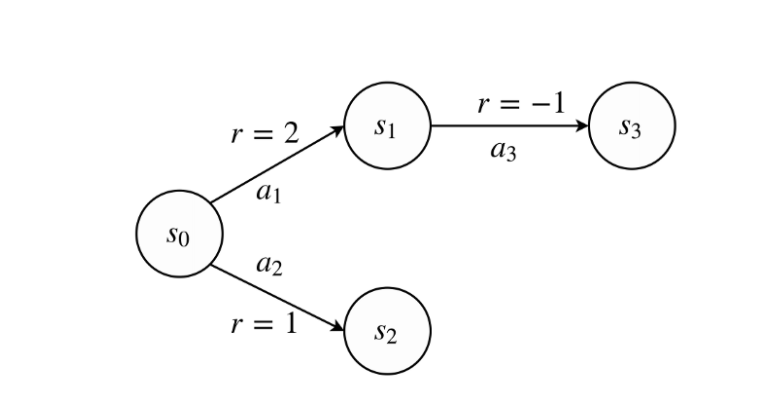 r = −1
r = 2
s₁
s₃
a₃
a₁
s₀
a₂
r = 1
s₂